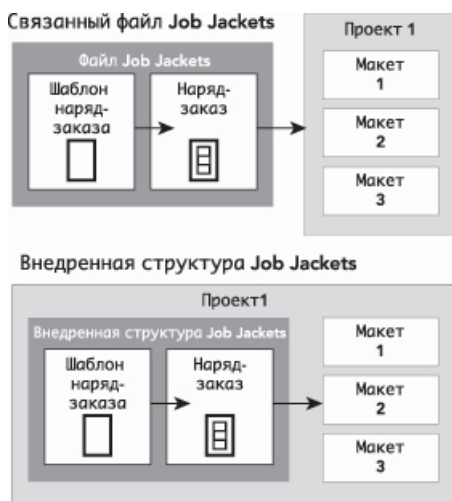 Связанный файл Job Jackets
Проект 1
Файл Job Jackets
Шаблон
наряд-
заказа
Наряд-
заказ
Макет
1
Макет
2
Макет
3
Внедренная структура Job Jackets
Проект1
Внедренная структура Job Jackets
Шаблон
наряд-
заказа
Наряд-
заказ
Макет
1
Макет
2
Макет
3